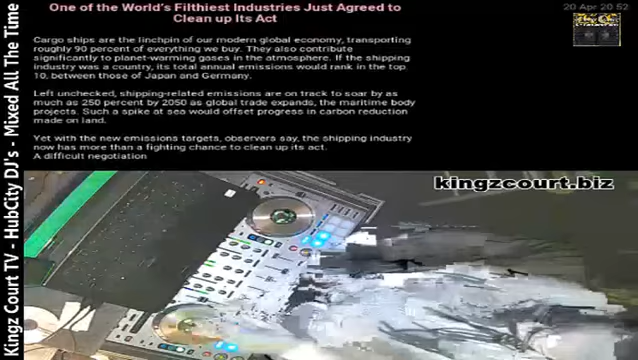 One of the World's Filthiest Industries Just Agreed to
Clean up Its Act
20 Apr 20 52
Cargo ships are the linchpin of our modern global economy, transporting
roughly 90 percent of everything we buy. They also contribute
significantly to planet-warming gases in the atmosphere. If the shipping
industry was a country, its total annual emissions would rank in the top
10, between those of Japan and Germany.
Left unchecked, shipping-related emissions are on track to soar by as
much as 250 percent by 2050 as global trade expands, the maritime body
projects. Such a spike at sea would offset progress in carbon reduction
made on land.
Yet with the new emissions targets, observers say, the shipping industry
now has more than a fighting chance to clean up its act.
A difficult negotiation
kingzcourt.biz
Kingz Court TV - HubCity DJ's - Mixed All The Time